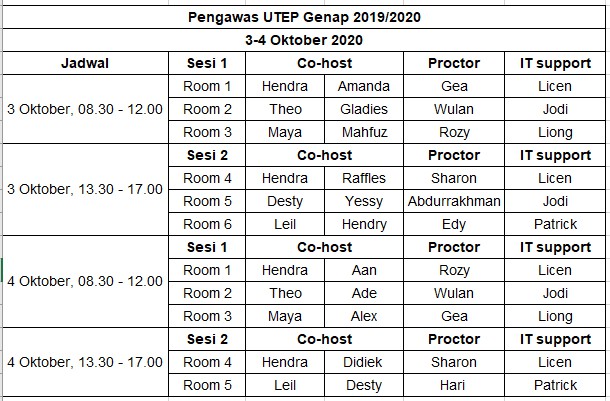 Pengawas UTEP Genap 2019/2020
3-4 Oktober 2020
Jadwal Sesi 1 Co-host Proctor IT support
3 Oktober, 08.30 - 12.00 Room 1 Hendra Amanda Gea Licen
Room 2 Theo Gladies Wulan Jodi
Room 3 Maya Mahfuz Rozy Liong
3 Oktober, 13.30 - 17.00 Sesi 2 Co-host Proctor IT support
Room 4 Hendra Raffles Sharon Licen
Room 5 Desty Yessy Abdurrakhman Jodi
Room 6 Leil Hendry Edy Patrick
4 Oktober, 08.30 - 12.00 Sesi 1 Co-host Proctor IT support
Room 1 Hendra Aan Rozy Licen
Room 2 Theo Ade Wulan Jodi
Room 3 Maya Alex Gea Liong
4 Oktober, 13.30 - 17.00 Sesi 2 Co-host Proctor IT support
Room 4 Hendra Didiek Sharon Licen
Room 5 Leil Desty Hari Patrick